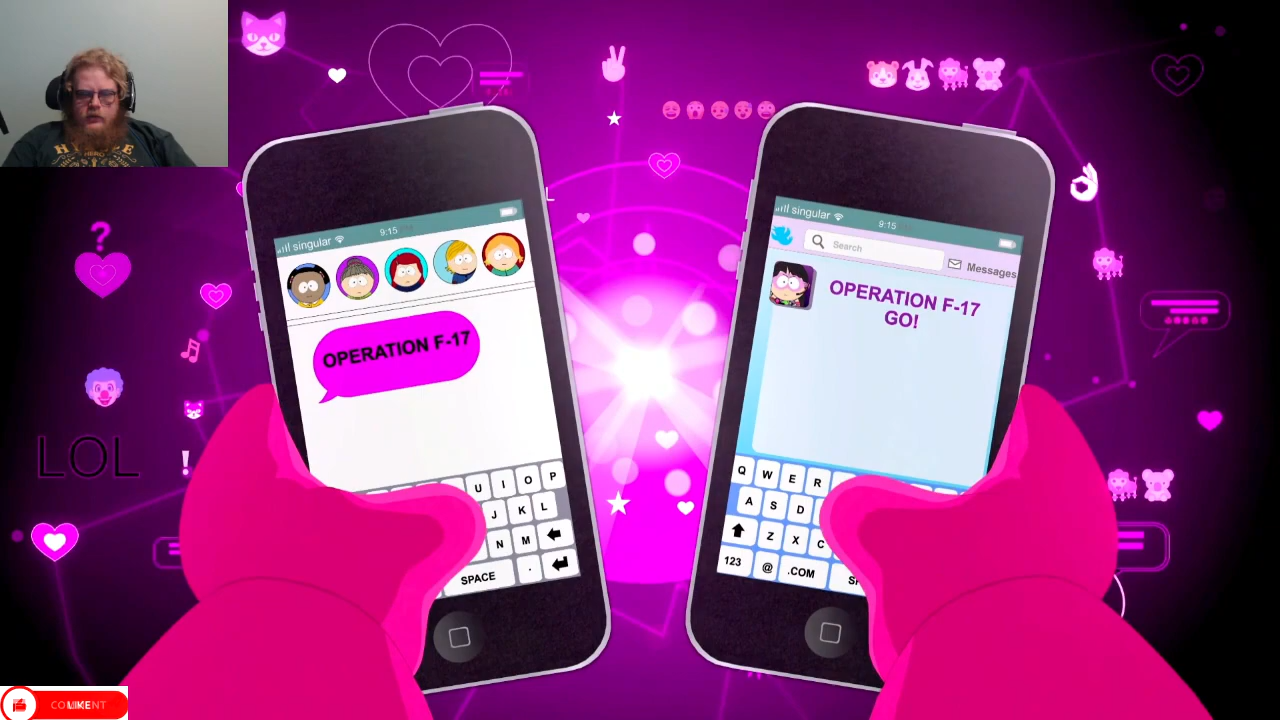 singular
9:15
OPERATION F-17
U I O P
J K L
N M
SPACE .
singular
9:15
Search
Messages
OPERATION F-17
GO!
Q W E R
A S D
Z X C
123 @ .COM
?
LOL
!